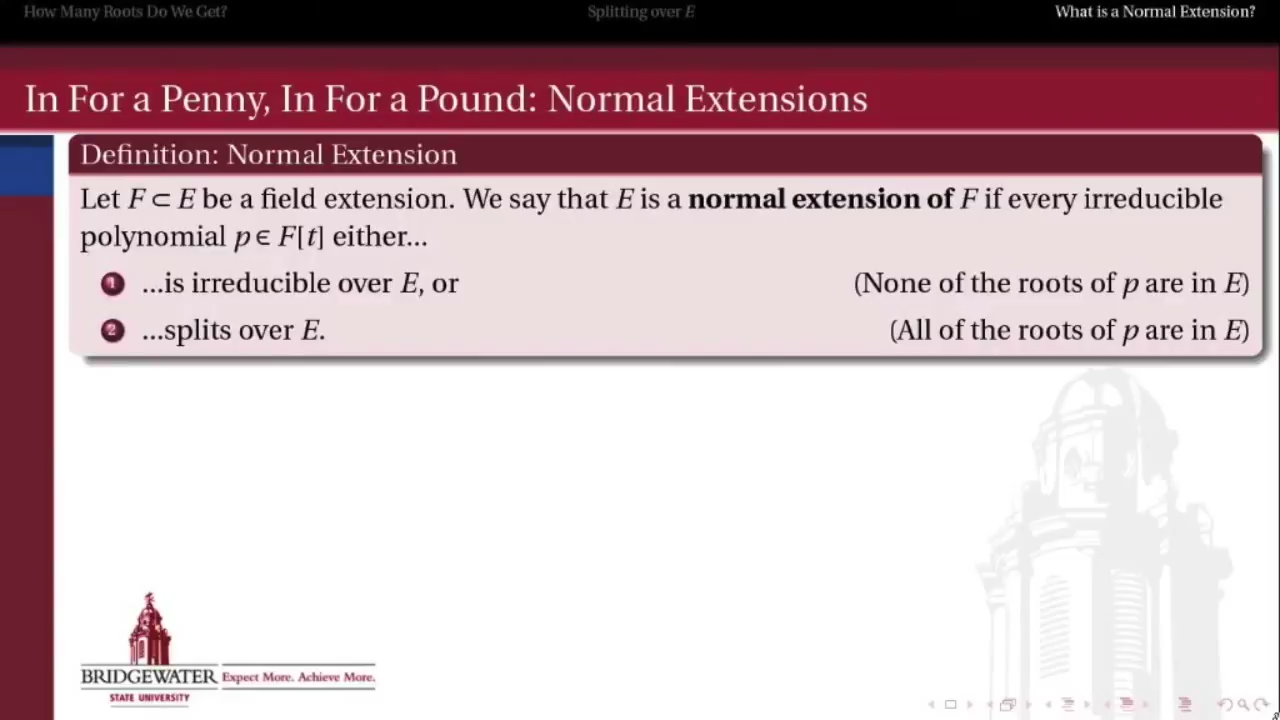 How Many Roots Do We Get? Splitting over E What is a Normal Extension?
In For a Penny, In For a Pound: Normal Extensions
Definition: Normal Extension
Let F ⊂ E be a field extension. We say that E is a normal extension of F if every irreducible
polynomial p ∈ F[t] either...
1 ...is irreducible over E, or (None of the roots of p are in E)
2 ...splits over E. (All of the roots of p are in E)
BRIDGEWATER Expect More. Achieve More.
STATE UNIVERSITY